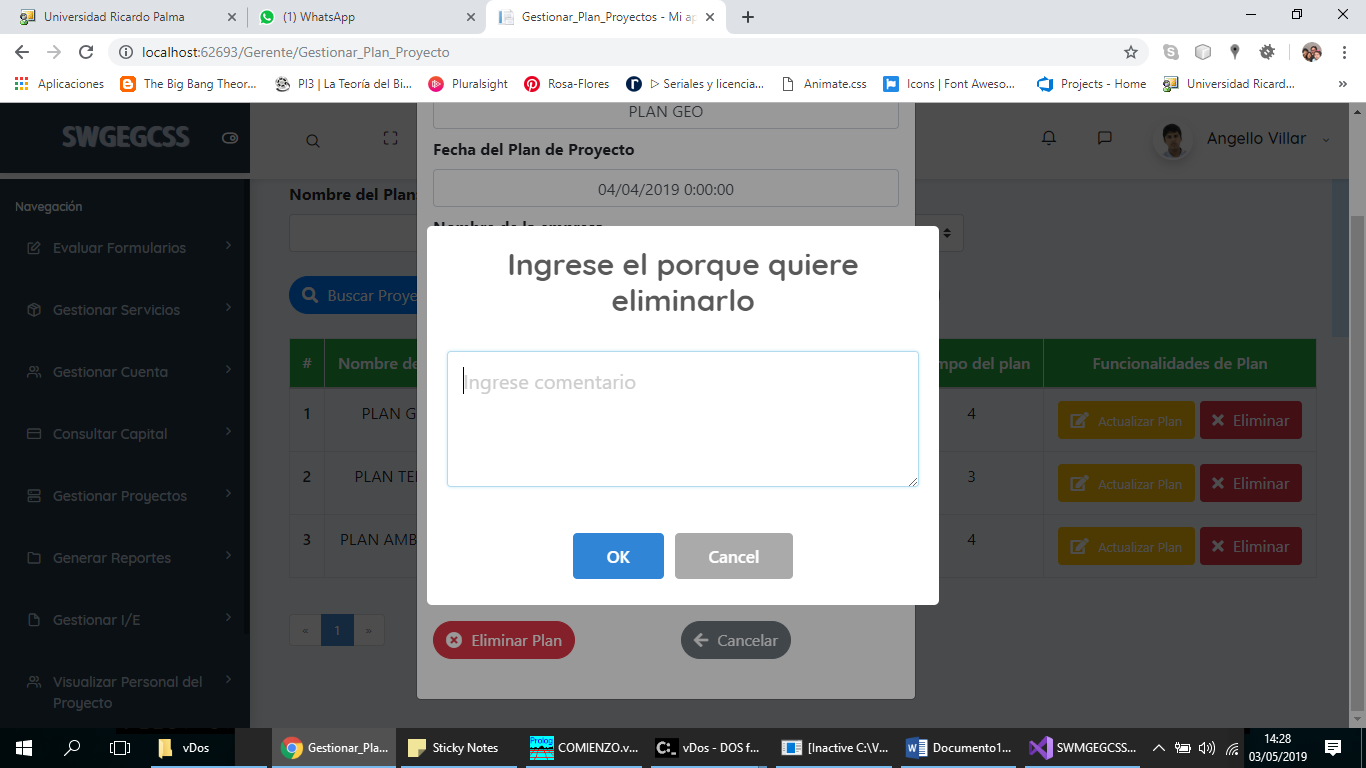 Universidad Ricardo Palma
(1) WhatsApp
Gestionar_Plan_Proyectos - Mi ap
localhost:62693/Gerente/Gestionar_Plan_Proyecto
Aplicaciones
The Big Bang Theor...
PI3 | La Teoría del Bi...
Pluralsight
Rosa-Flores
▷ Seriales y licencia...
Animate.css
Icons | Font Aweso...
Projects - Home
Universidad Ricard...
»
SWGEGCSS
Angello Villar
PLAN GEO
Fecha del Plan de Proyecto
04/04/2019 0:00:00
Navegación
Evaluar Formularios
Gestionar Servicios
Gestionar Cuenta
Consultar Capital
Gestionar Proyectos
Generar Reportes
Gestionar I/E
Visualizar Personal del
Proyecto
Nombre del Plan
Nombre de la empresa
Buscar Proye
Ingrese el porque quiere
eliminarlo
Ingrese comentario
OK
Cancel
# Nombre de mpo del plan Funcionalidades de Plan
1 PLAN G 4 Actualizar Plan Eliminar
2 PLAN TE 3 Actualizar Plan Eliminar
3 PLAN AMB 4 Actualizar Plan Eliminar
« 1 »
Eliminar Plan
Cancelar
vDos
Gestionar_Pla...
Sticky Notes
Prolog
COMIENZO.v...
vDos - DOS f...
[Inactive C:\V...
Documento1...
SWMGEGCSS...
14:28
03/05/2019